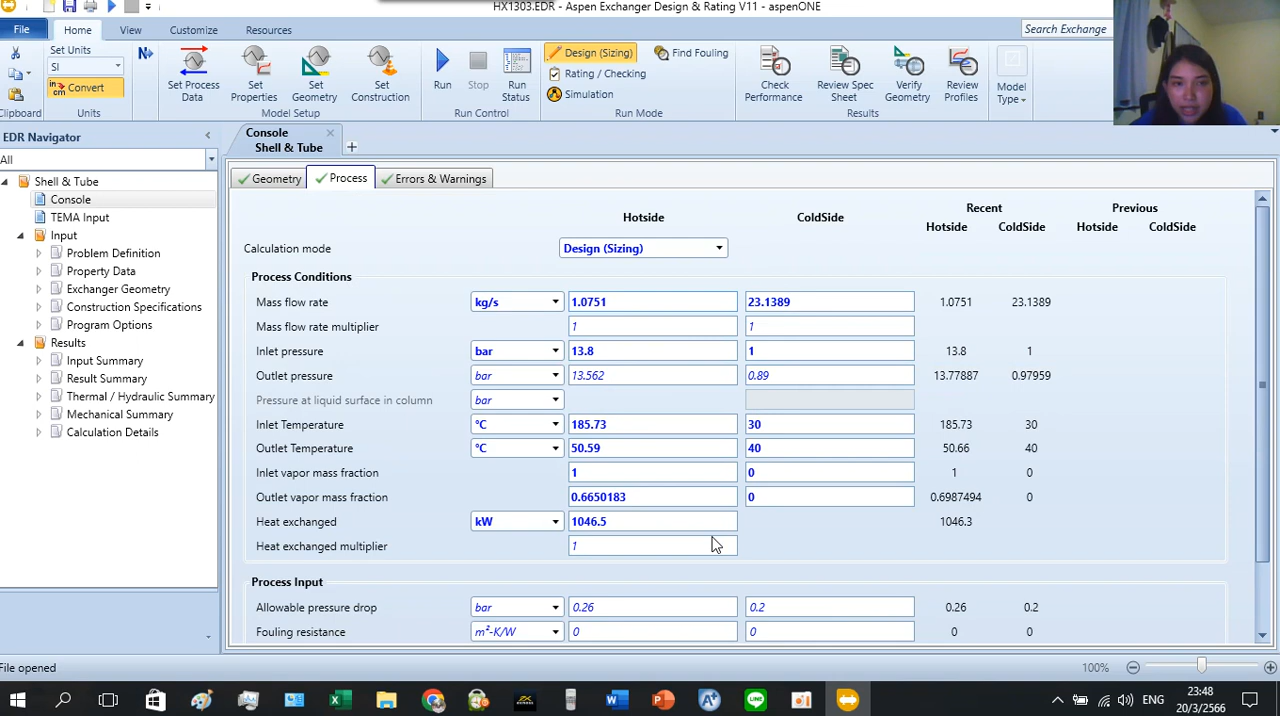 HX1303.EDR - Aspen Exchanger Design & Rating V11 - aspenONE
File Home View Customize Resources Search Exchange
Set Units
SI
Convert
Clipboard Units
Set Process Data
Set Properties
Set Geometry
Set Construction
Model Setup
Run
Stop
Run Status
Run Control
Design (Sizing)
Rating / Checking
Simulation
Find Fouling
Run Mode
Check Performance
Review Spec Sheet
Verify Geometry
Review Profiles
Results
Model Type
EDR Navigator
All
Shell & Tube
Console
TEMA Input
Input
Problem Definition
Property Data
Exchanger Geometry
Construction Specifications
Program Options
Results
Input Summary
Result Summary
Thermal / Hydraulic Summary
Mechanical Summary
Calculation Details
Console
Shell & Tube
Geometry Process Errors & Warnings
Recent Previous
Hotside ColdSide Hotside ColdSide Hotside ColdSide
Calculation mode Design (Sizing)
Process Conditions
Mass flow rate kg/s 1.0751 23.1389 1.0751 23.1389
Mass flow rate multiplier 1 1
Inlet pressure bar 13.8 1 13.8 1
Outlet pressure bar 13.562 0.89 13.77887 0.97959
Pressure at liquid surface in column bar
Inlet Temperature °C 185.73 30 185.73 30
Outlet Temperature °C 50.59 40 50.66 40
Inlet vapor mass fraction 1 0 1 0
Outlet vapor mass fraction 0.6650183 0 0.6987494 0
Heat exchanged kW 1046.5 1046.3
Heat exchanged multiplier 1
Process Input
Allowable pressure drop bar 0.26 0.2 0.26 0.2
Fouling resistance m²-K/W 0 0 0 0
File opened 100%
ENG
23:48
20/3/2566